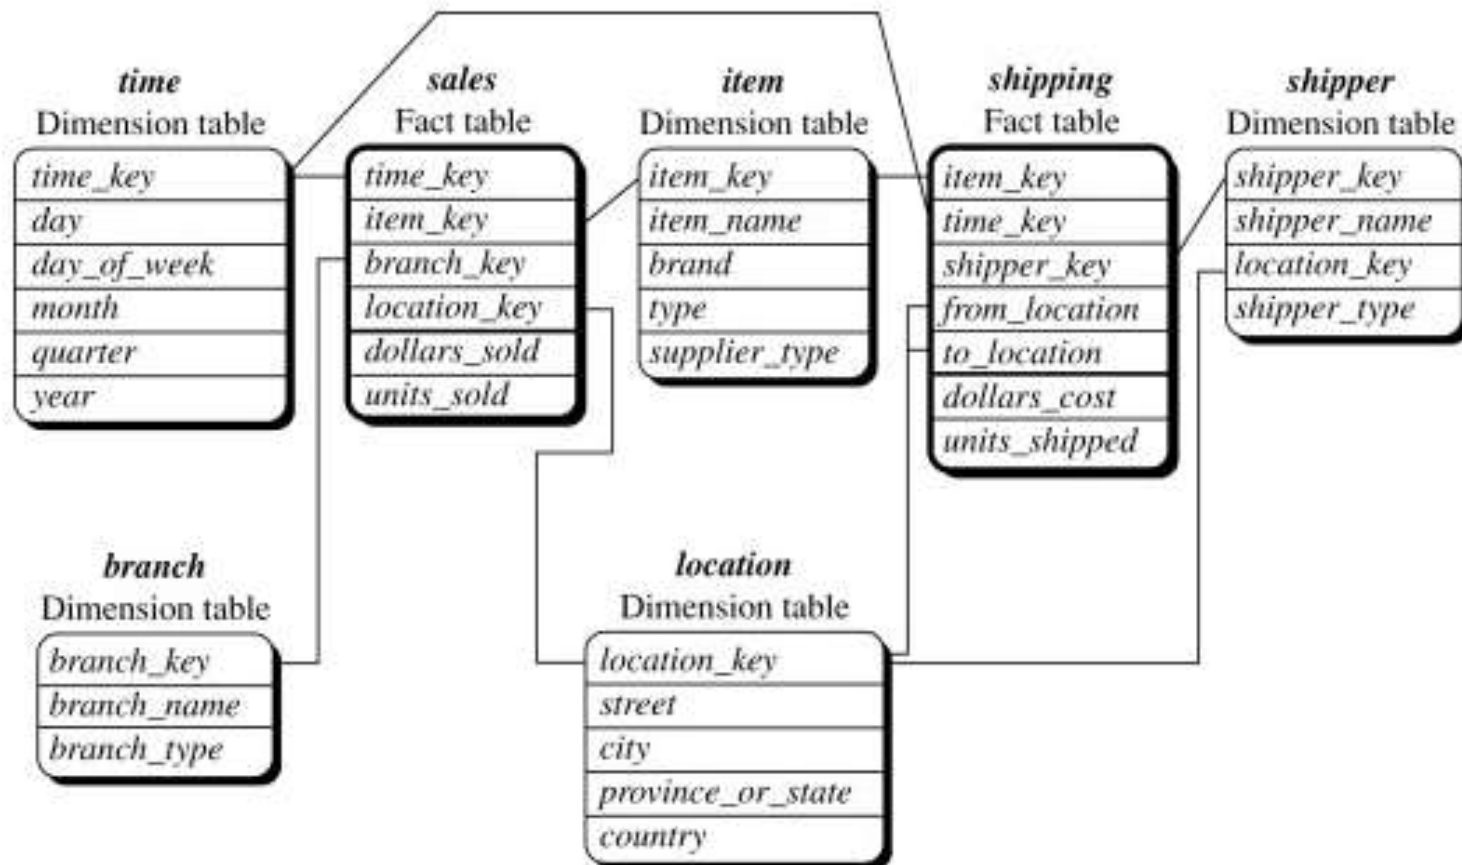 time
Dimension table
time_key
day
day_of_week
month
quarter
year
sales
Fact table
time_key
item_key
branch_key
location_key
dollars_sold
units_sold
item
Dimension table
item_key
item_name
brand
type
supplier_type
shipping
Fact table
item_key
time_key
shipper_key
from_location
to_location
dollars_cost
units_shipped
shipper
Dimension table
shipper_key
shipper_name
location_key
shipper_type
branch
Dimension table
branch_key
branch_name
branch_type
location
Dimension table
location_key
street
city
province_or_state
country